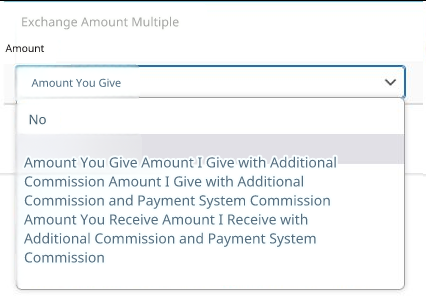 Exchange Amount Multiple
Amount
Amount You Give
No
Amount You Give Amount I Give with Additional
Commission Amount I Give with Additional
Commission and Payment System Commission
Amount You Receive Amount I Receive with
Additional Commission and Payment System
Commission